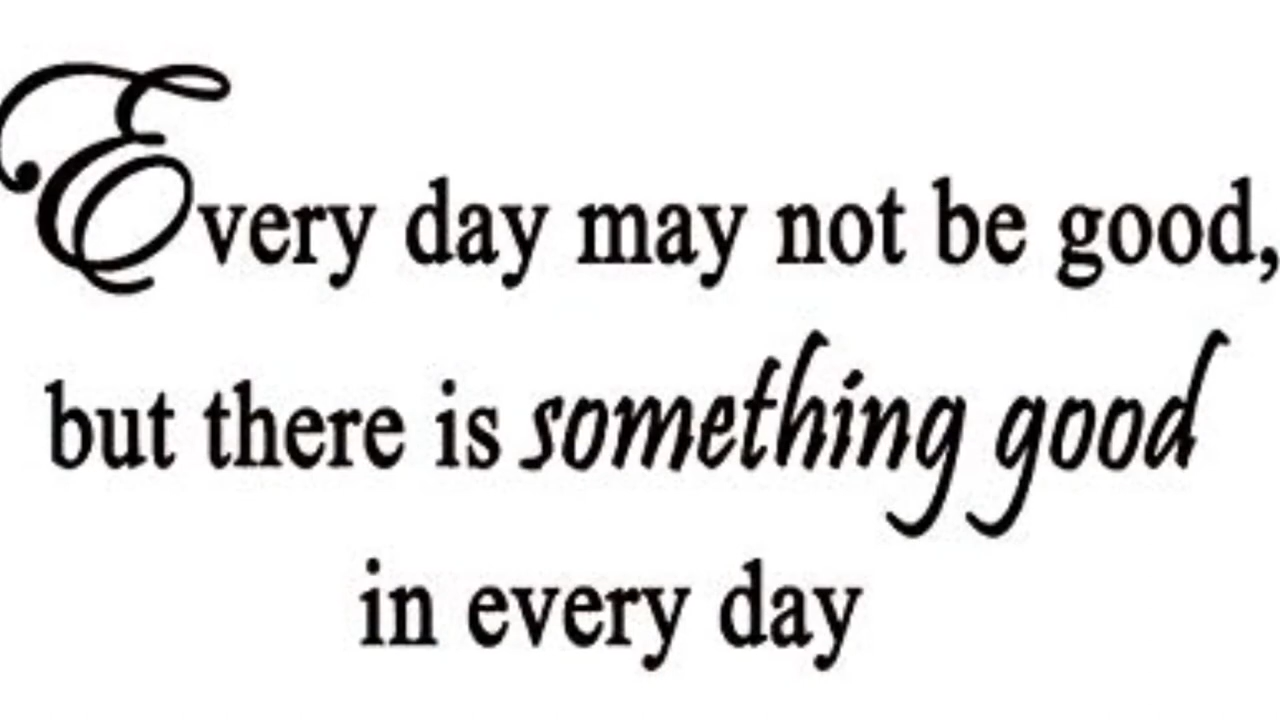 Every day may not be good,
but there is something good
in every day